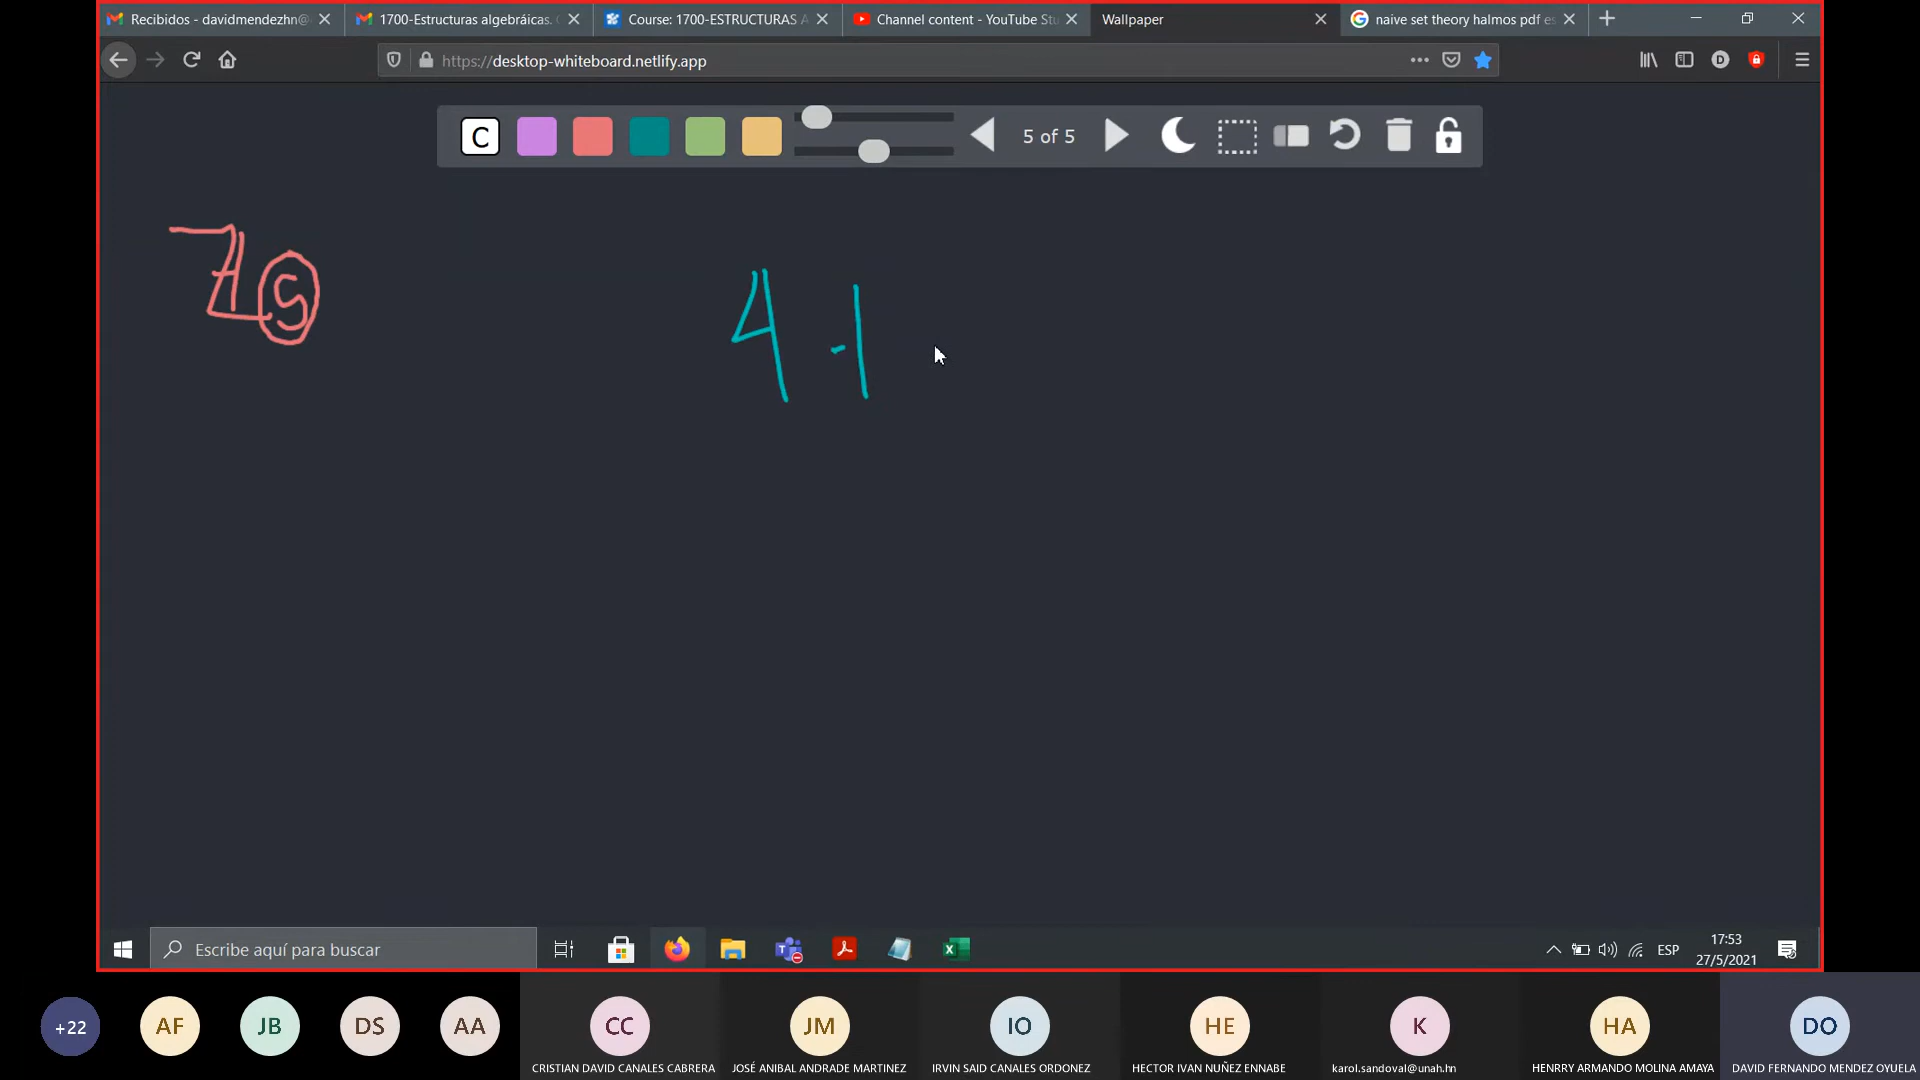 Recibidos - davidmendezhn@
1700-Estructuras algebráicas.
Course: 1700-ESTRUCTURAS A
Channel content - YouTube Stu
Wallpaper
naive set theory halmos pdf es
https://desktop-whiteboard.netlify.app
C
5 of 5
ℤ5
4 -1
Escribe aquí para buscar
ESP
17:53
27/5/2021
+22
AF
JB
DS
AA
CC
JM
IO
HE
K
HA
DO
CRISTIAN DAVID CANALES CABRERA
JOSÉ ANIBAL ANDRADE MARTINEZ
IRVIN SAID CANALES ORDONEZ
HECTOR IVAN NUÑEZ ENNABE
karol.sandoval@unah.hn
HENRRY ARMANDO MOLINA AMAYA
DAVID FERNANDO MENDEZ OYUELA